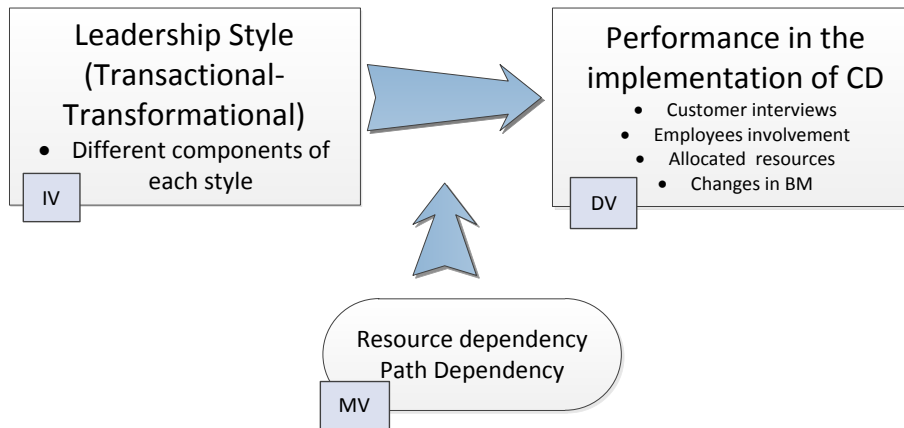 Leadership Style
(Transactional-
Transformational)
• Different components of
each style
IV
Performance in the
implementation of CD
• Customer interviews
• Employees involvement
• Allocated resources
• Changes in BM
DV
Resource dependency
Path Dependency
MV